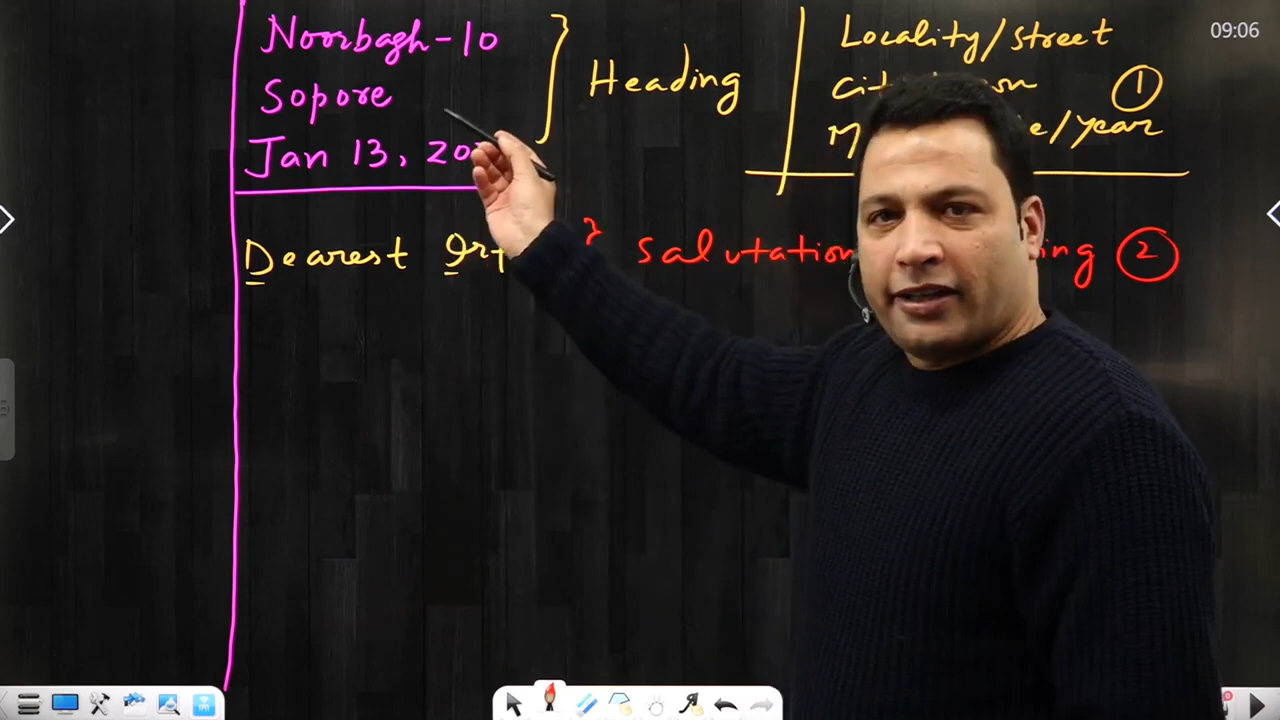 Noorbagh-10
Sopore
Jan 13,
Heading
Locality/street
/Year
1
Dearest
Salutation
2
09:06